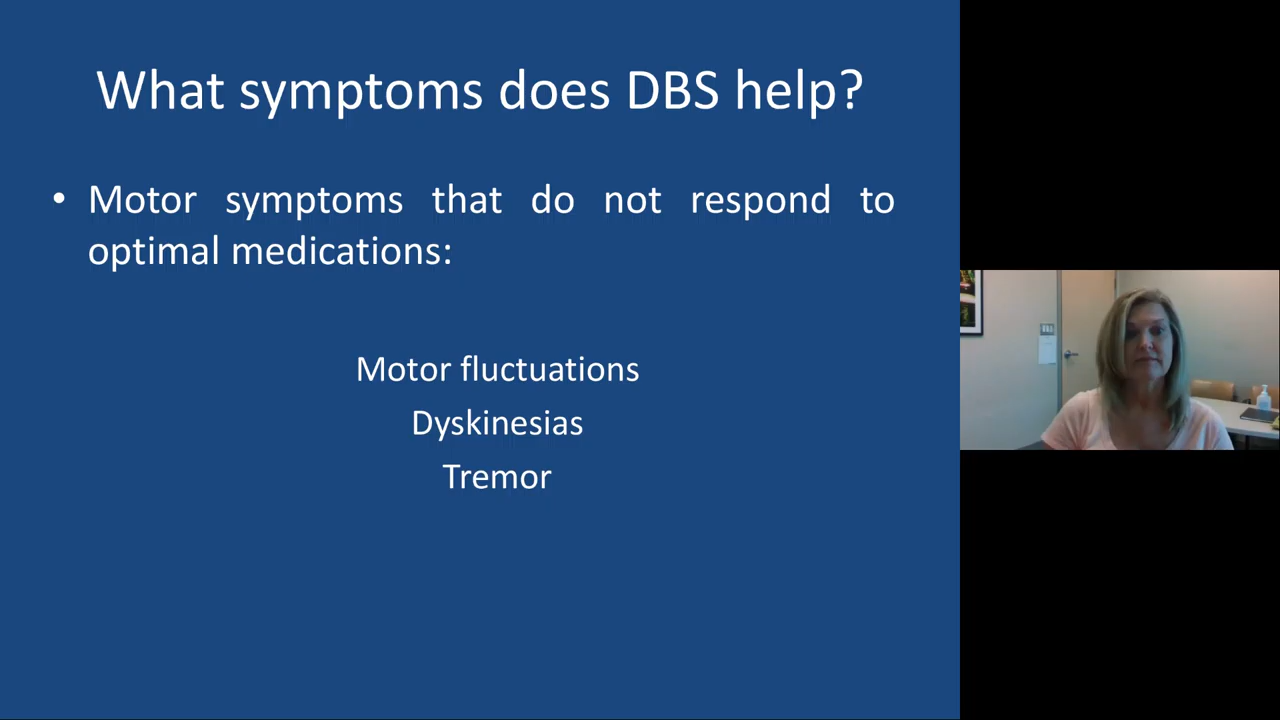 What symptoms does DBS help?
• Motor symptoms that do not respond to
optimal medications:
Motor fluctuations
Dyskinesias
Tremor